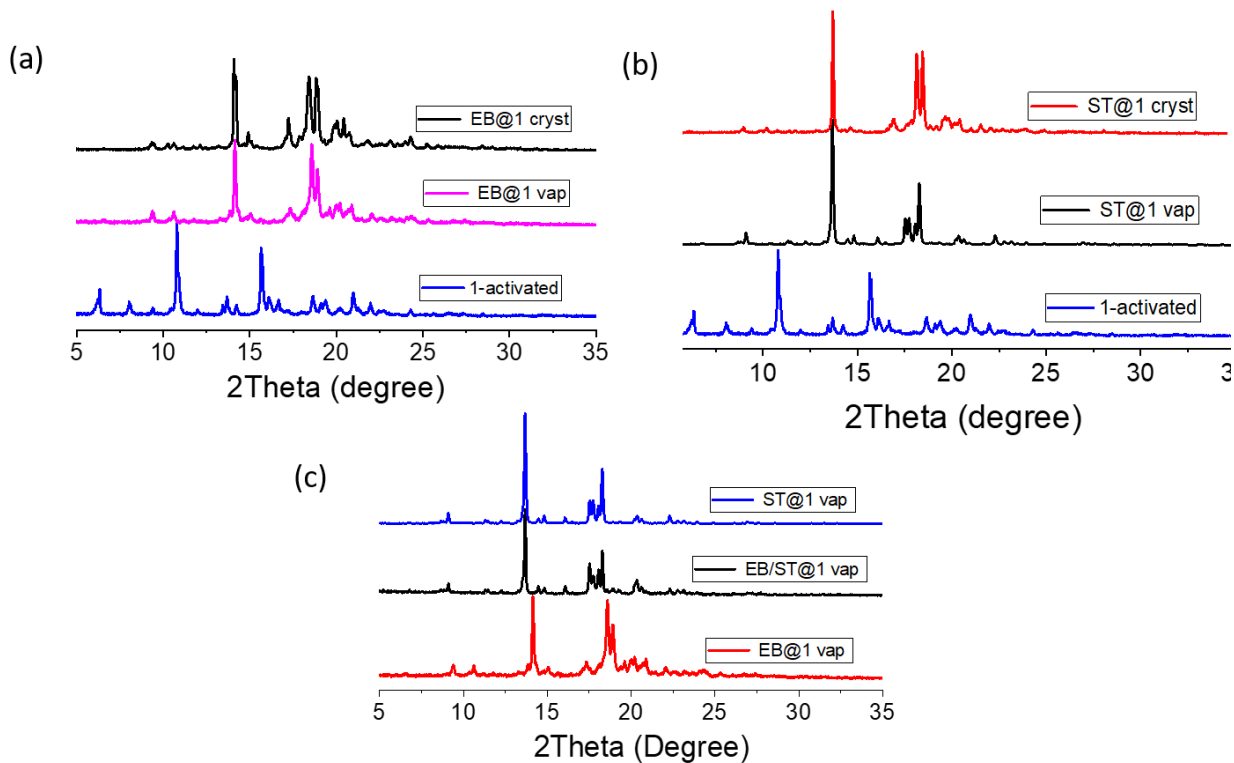 (a)
EB@1 cryst
EB@1 vap
1-activated
5 10 15 20 25 30 35
2Theta (degree)
(b)
ST@1 cryst
ST@1 vap
1-activated
10 15 20 25 30 3
2Theta (degree)
(c)
ST@1 vap
EB/ST@1 vap
EB@1 vap
5 10 15 20 25 30 35
2Theta (Degree)